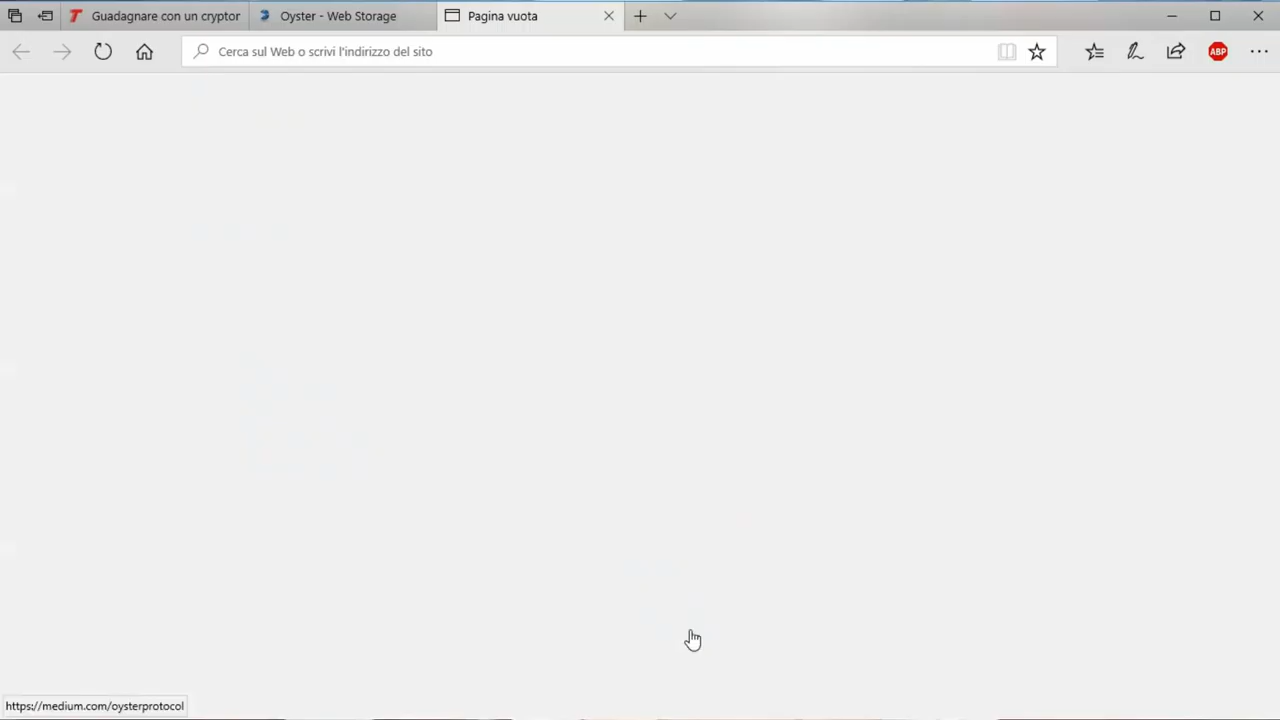 Guadagnare con un cryptor
Oyster - Web Storage
Pagina vuota
Cerca sul Web o scrivi l'indirizzo del sito
ABP
https://medium.com/oysterprotocol